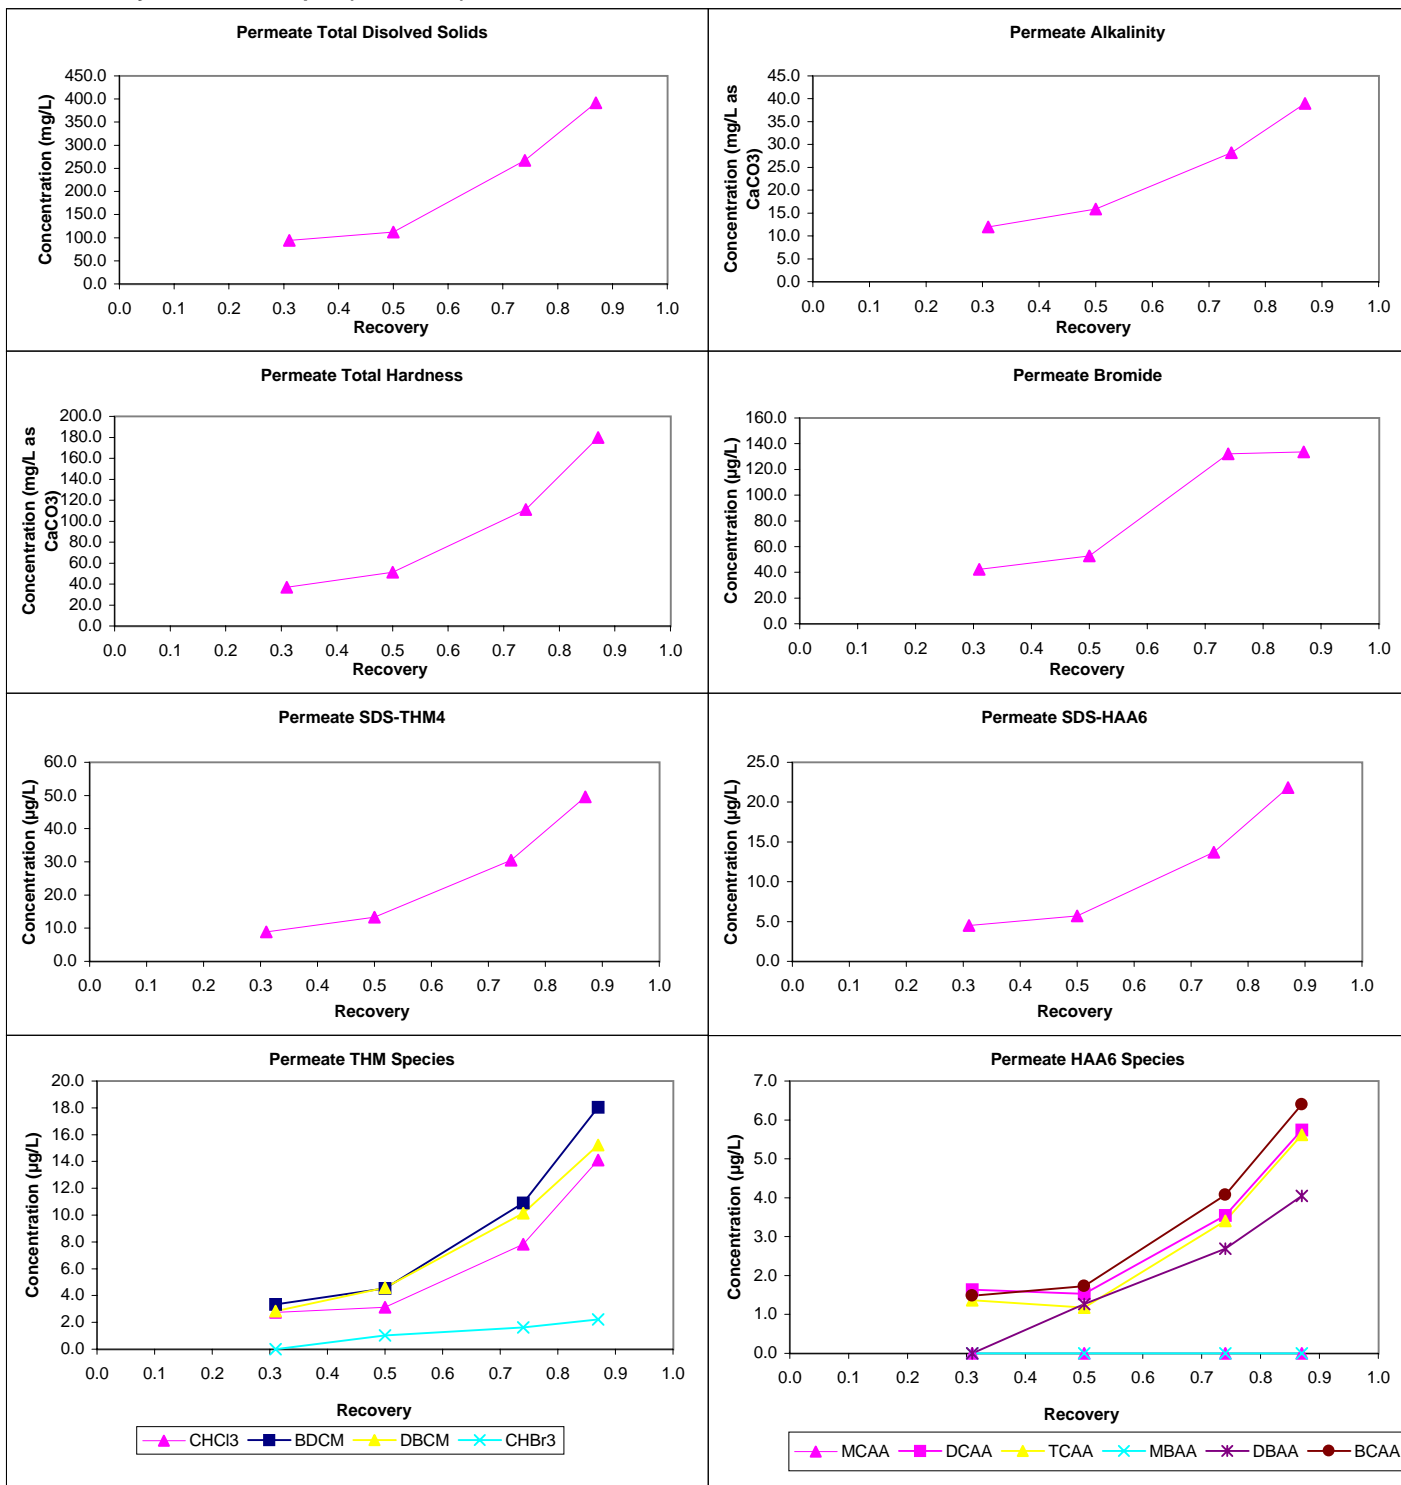 Permeate Total Disolved Solids
Concentration (mg/L)
450.0
400.0
350.0
300.0
250.0
200.0
150.0
100.0
50.0
0.0
0.0 0.1 0.2 0.3 0.4 0.5 0.6 0.7 0.8 0.9 1.0
Recovery
Permeate Alkalinity
Concentration (mg/L as
CaCO3)
45.0
40.0
35.0
30.0
25.0
20.0
15.0
10.0
5.0
0.0
0.0 0.1 0.2 0.3 0.4 0.5 0.6 0.7 0.8 0.9 1.0
Recovery
Permeate Total Hardness
Concentration (mg/L as
CaCO3)
200.0
180.0
160.0
140.0
120.0
100.0
80.0
60.0
40.0
20.0
0.0
0.0 0.1 0.2 0.3 0.4 0.5 0.6 0.7 0.8 0.9 1.0
Recovery
Permeate Bromide
Concentration (µg/L)
160.0
140.0
120.0
100.0
80.0
60.0
40.0
20.0
0.0
0.0 0.1 0.2 0.3 0.4 0.5 0.6 0.7 0.8 0.9 1.0
Recovery
Permeate SDS-THM4
Concentration (µg/L)
60.0
50.0
40.0
30.0
20.0
10.0
0.0
0.0 0.1 0.2 0.3 0.4 0.5 0.6 0.7 0.8 0.9 1.0
Recovery
Permeate SDS-HAA6
Concentration (µg/L)
25.0
20.0
15.0
10.0
5.0
0.0
0.0 0.1 0.2 0.3 0.4 0.5 0.6 0.7 0.8 0.9 1.0
Recovery
Permeate THM Species
Concentration (µg/L)
20.0
18.0
16.0
14.0
12.0
10.0
8.0
6.0
4.0
2.0
0.0
0.0 0.1 0.2 0.3 0.4 0.5 0.6 0.7 0.8 0.9 1.0
Recovery
CHCl3 BDCM DBCM CHBr3
Permeate HAA6 Species
Concentration (µg/L)
7.0
6.0
5.0
4.0
3.0
2.0
1.0
0.0
0.0 0.1 0.2 0.3 0.4 0.5 0.6 0.7 0.8 0.9 1.0
Recovery
MCAA DCAA TCAA MBAA DBAA BCAA